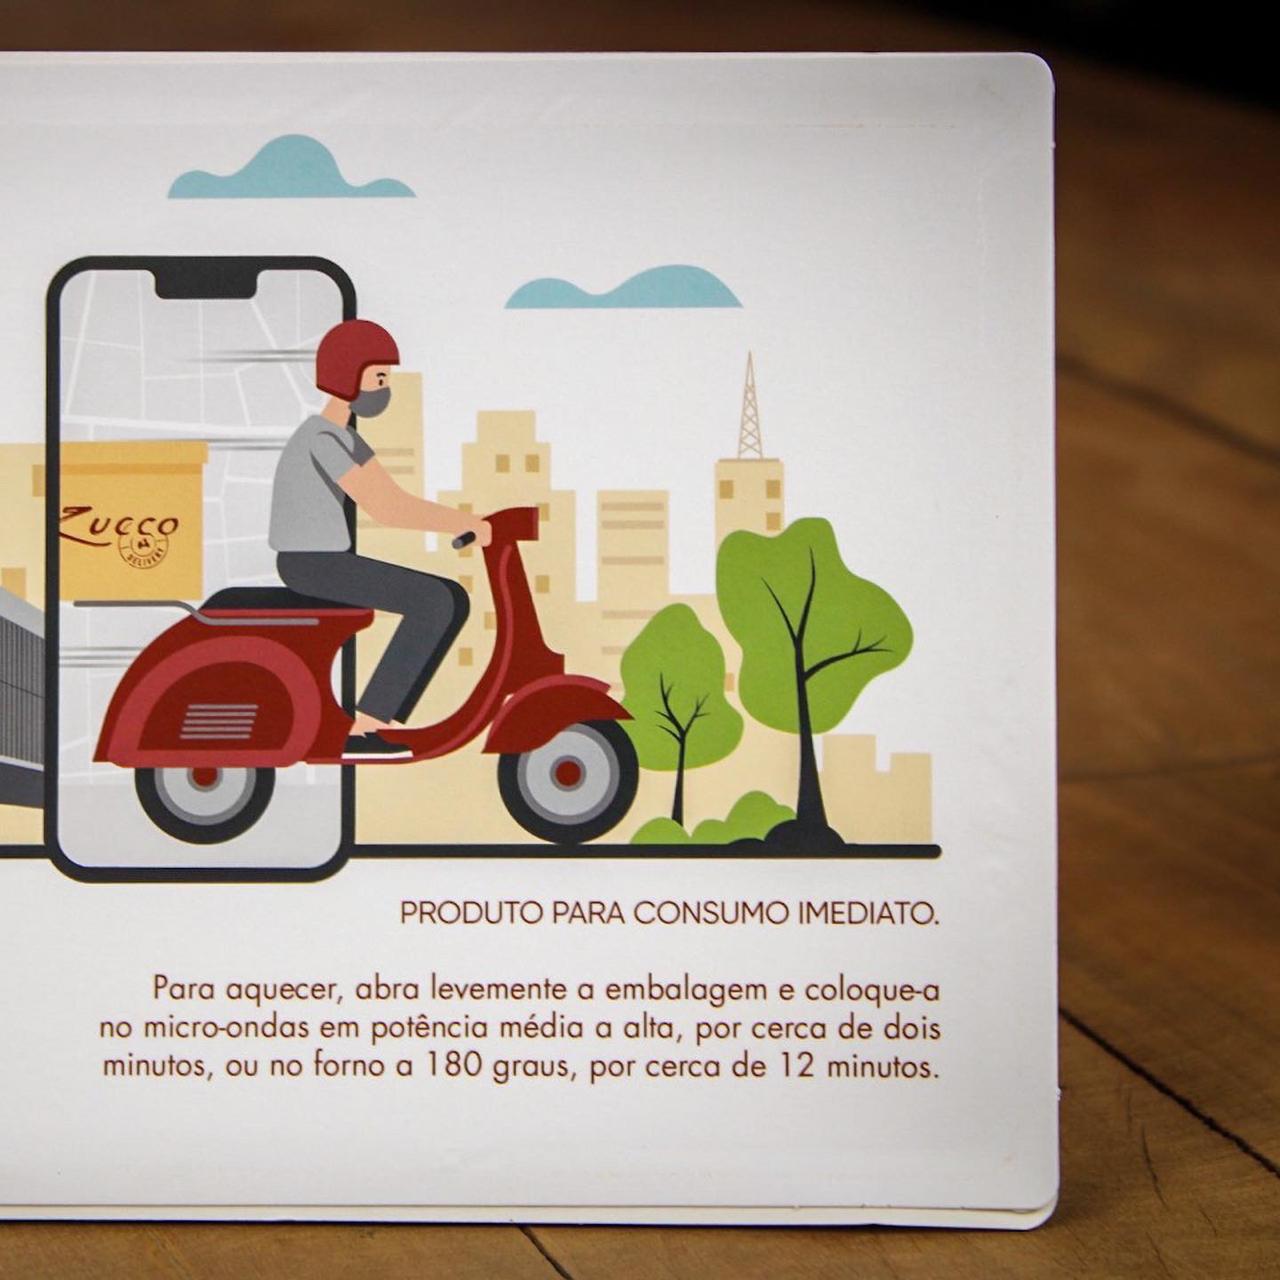 Zucco
DELIVERY
PRODUTO PARA CONSUMO IMEDIATO.
Para aquecer, abra levemente a embalagem e coloque-a
no micro-ondas em potência média a alta, por cerca de dois
minutos, ou no forno a 180 graus, por cerca de 12 minutos.